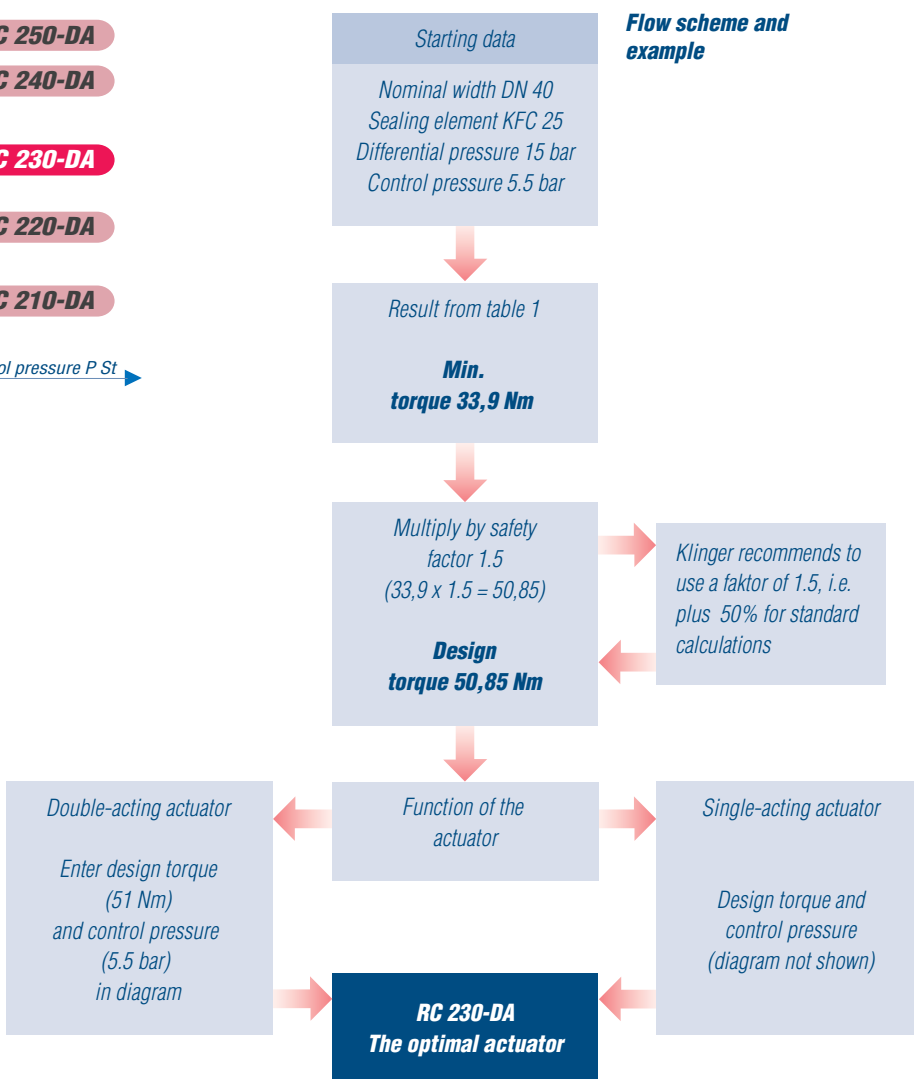 C 250-DA
C 240-DA
C 230-DA
C 220-DA
C 210-DA
ol pressure P St
Flow scheme and
example
Starting data
Nominal width DN 40
Sealing element KFC 25
Differential pressure 15 bar
Control pressure 5.5 bar
Result from table 1
Min.
torque 33,9 Nm
Multiply by safety
factor 1.5
(33,9 x 1.5 = 50,85)
Design
torque 50,85 Nm
Klinger recommends to
use a faktor of 1.5, i.e.
plus 50% for standard
calculations
Function of the
actuator
Double-acting actuator
Enter design torque
(51 Nm)
and control pressure
(5.5 bar)
in diagram
Single-acting actuator
Design torque and
control pressure
(diagram not shown)
RC 230-DA
The optimal actuator